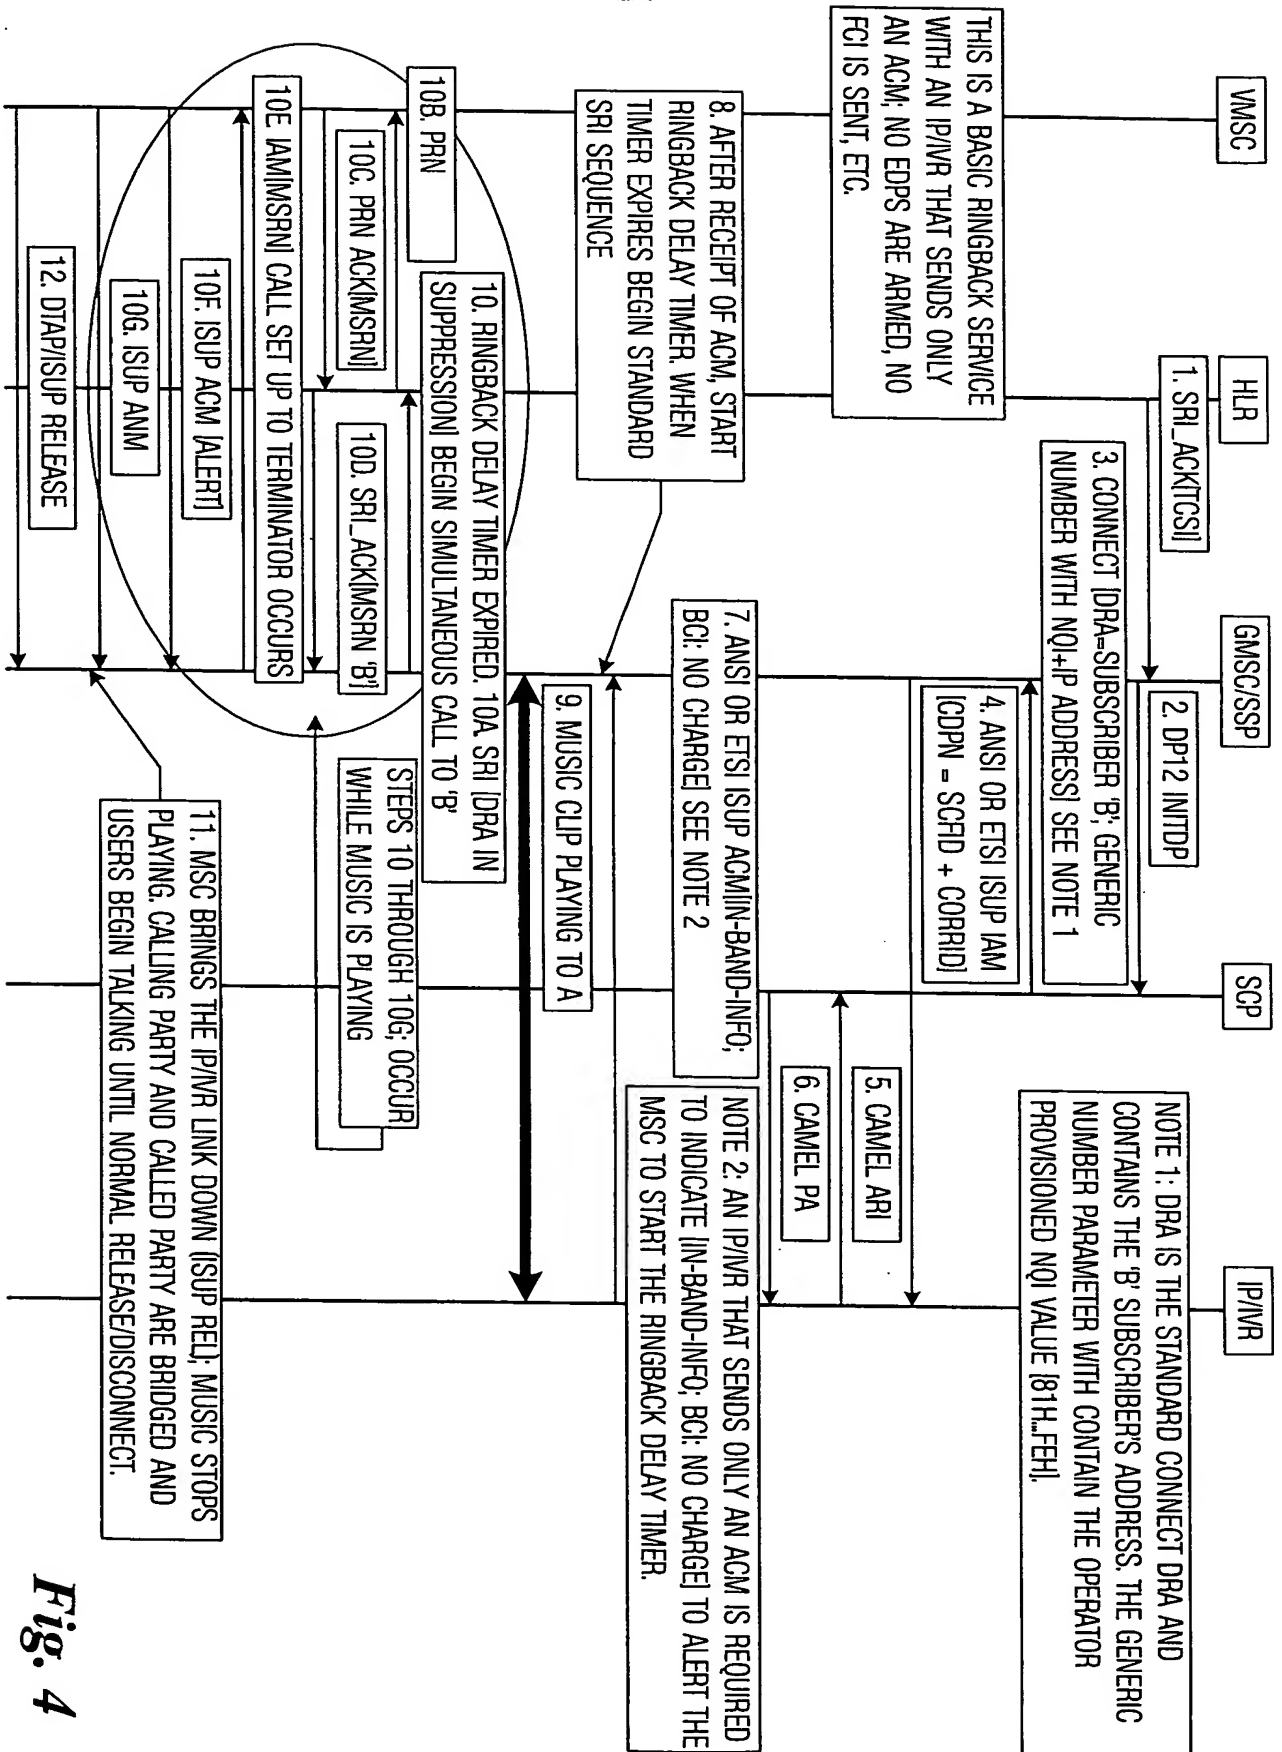 VMSC
HLR
GMSC/SSP
SCP
IP/IVR
1. SRI_ACK[TCSI]
2. DP12 INITDP
3. CONNECT [DRA=SUBSCRIBER 'B'; GENERIC
NUMBER WITH NQI+IP ADDRESS] SEE NOTE 1
NOTE 1: DRA IS THE STANDARD CONNECT DRA AND
CONTAINS THE 'B' SUBSCRIBER'S ADDRESS. THE GENERIC
NUMBER PARAMETER WITH CONTAIN THE OPERATOR
PROVISIONED NQI VALUE [81H...FEH].
THIS IS A BASIC RINGBACK SERVICE
WITH AN IP/IVR THAT SENDS ONLY
AN ACM; NO EDPS ARE ARMED, NO
FCI IS SENT, ETC.
4. ANSI OR ETSI ISUP IAM
[CDPN = SCFID + CORRID]
5. CAMEL ARI
6. CAMEL PA
7. ANSI OR ETSI ISUP ACM[IN-BAND-INFO;
BCI: NO CHARGE] SEE NOTE 2
NOTE 2: AN IP/IVR THAT SENDS ONLY AN ACM IS REQUIRED
TO INDICATE [IN-BAND-INFO; BCI: NO CHARGE] TO ALERT THE
MSC TO START THE RINGBACK DELAY TIMER.
8. AFTER RECEIPT OF ACM, START
RINGBACK DELAY TIMER. WHEN
TIMER EXPIRES BEGIN STANDARD
SRI SEQUENCE
9. MUSIC CLIP PLAYING TO A
10. RINGBACK DELAY TIMER EXPIRED. 10A. SRI [DRA IN
SUPPRESSION] BEGIN SIMULTANEOUS CALL TO 'B'
10B. PRN
10C. PRN ACK[MSRN]
10D. SRI_ACK[MSRN 'B']
STEPS 10 THROUGH 10G; OCCUR
WHILE MUSIC IS PLAYING
10E IAM[MSRN] CALL SET UP TO TERMINATOR OCCURS
10F. ISUP ACM [ALERT]
10G. ISUP ANM
11. MSC BRINGS THE IP/IVR LINK DOWN (ISUP REL); MUSIC STOPS
PLAYING. CALLING PARTY AND CALLED PARTY ARE BRIDGED AND
USERS BEGIN TALKING UNTIL NORMAL RELEASE/DISCONNECT.
12. DTAP/ISUP RELEASE
Fig. 4